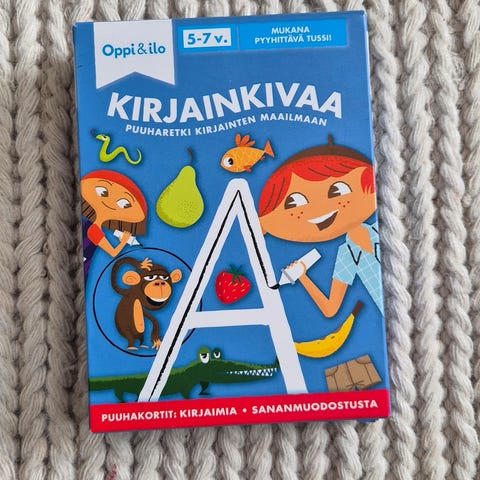 Oppi&ilo
5-7 v.
MUKANA
PYYHITTÄVÄ TUSSI!
KIRJAINKIVAA
PUUHARETKI KIRJAINTEN MAAILMAAN
A
PUUHAKORTIT: KIRJAIMIA • SANANMUODOSTUSTA